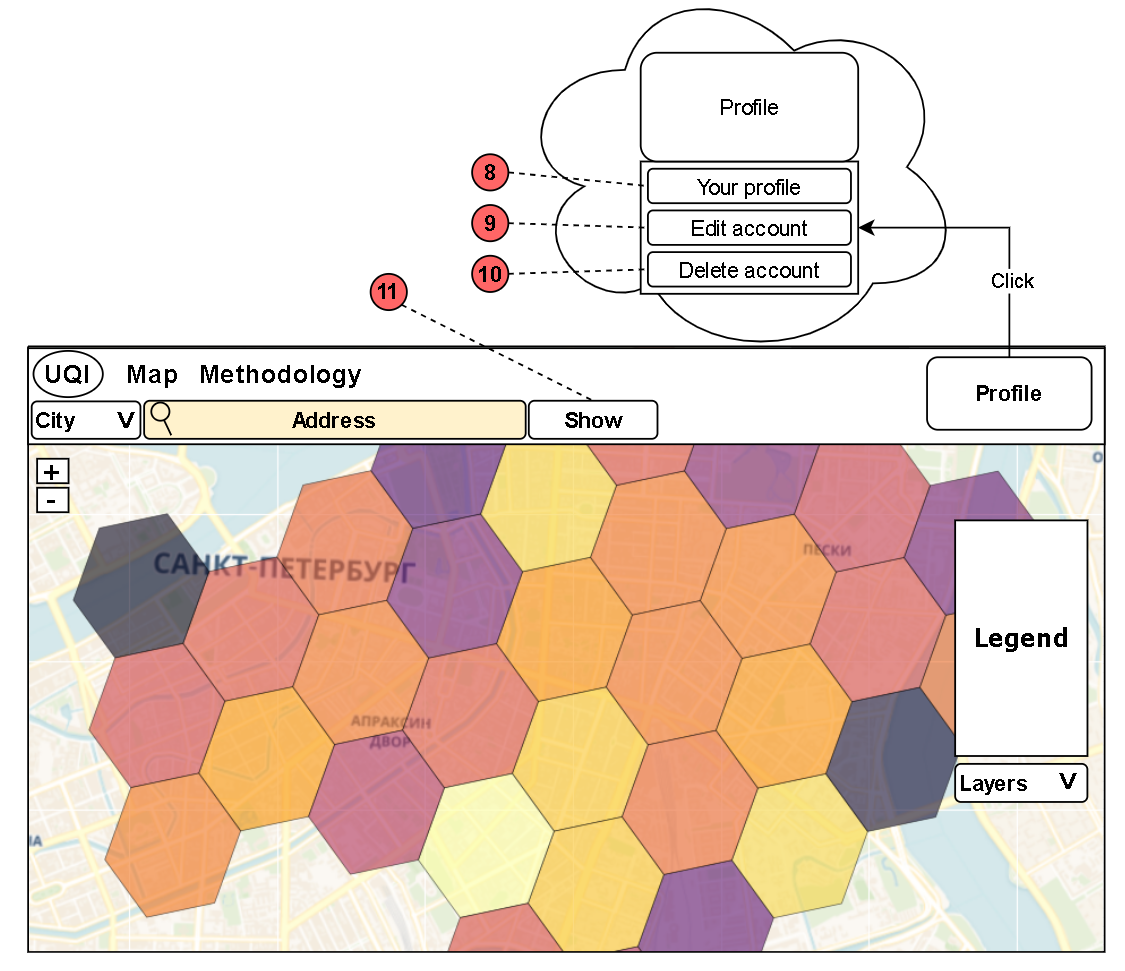 Profile
8
Your profile
9
Edit account
10
Delete account
11
Click
UQI
Map
Methodology
Profile
City V
Address
Show
+
-
О
САНКТ-ПЕТЕРБУРГ
ПЕСКИ
Legend
АПРАКСИН
ДВОР
Layers V